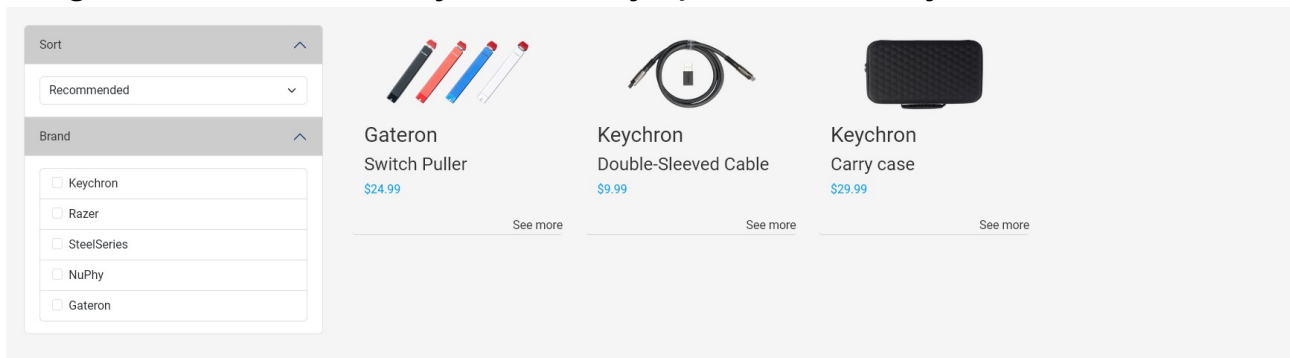 Sort
Recommended
Brand
Keychron
Razer
SteelSeries
NuPhy
Gateron
Gateron
Switch Puller
$24.99
See more
Keychron
Double-Sleeved Cable
$9.99
See more
Keychron
Carry case
$29.99
See more